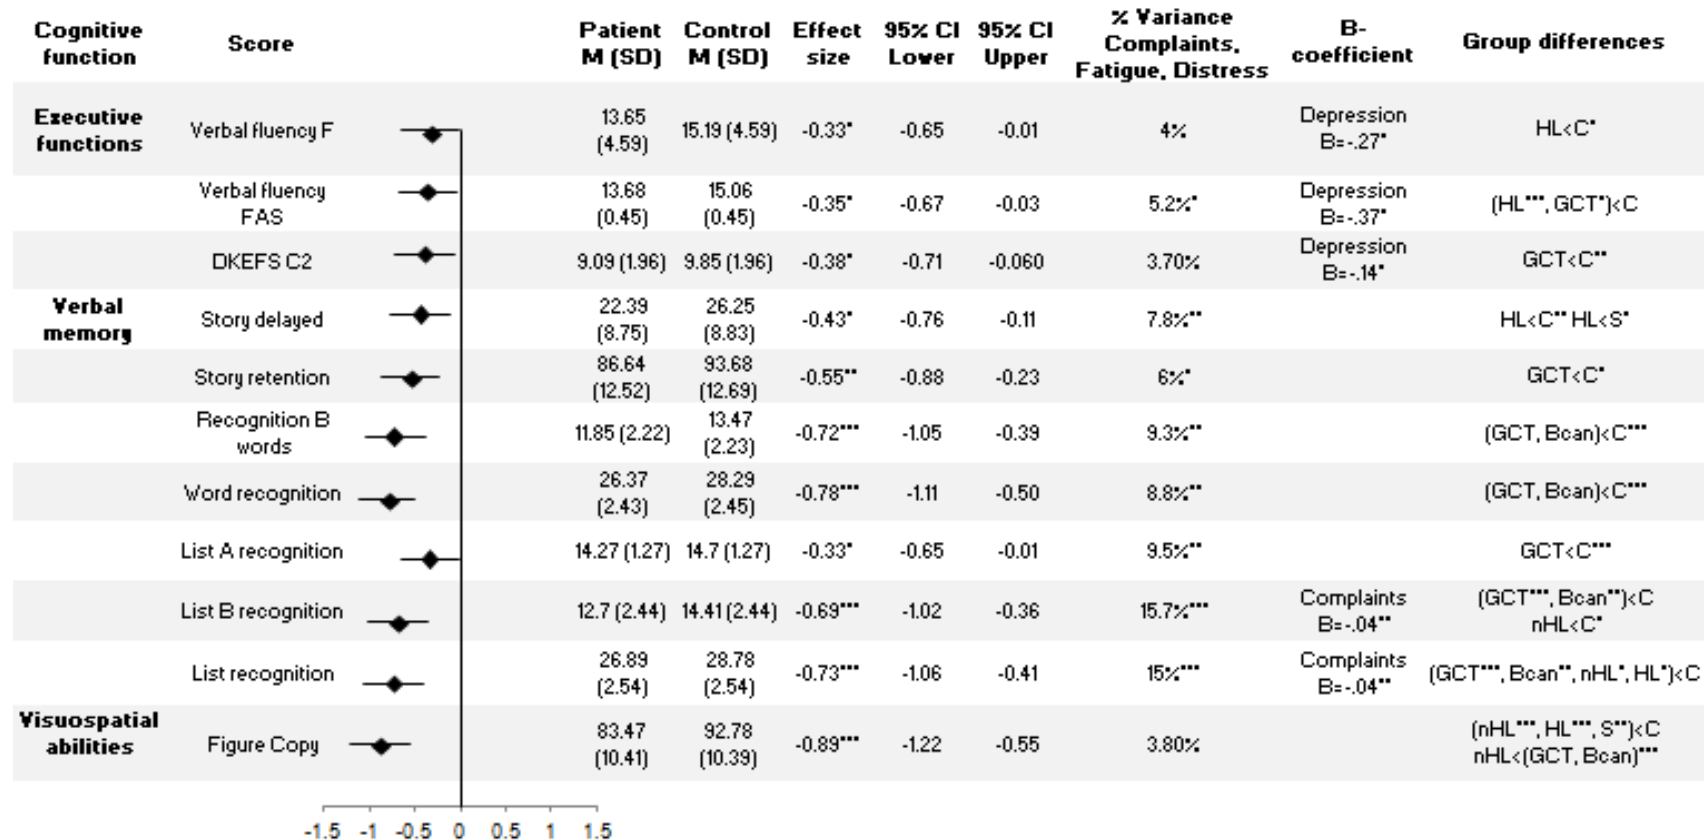 Cognitive function Score Patient M (SD) Control M (SD) Effect size 95% CI Lower 95% CI Upper % Variance Complaints, Fatigue, Distress B-coefficient Group differences
Executive functions Verbal fluency F 13.65 (4.59) 15.19 (4.59) -0.33* -0.65 -0.01 4% Depression B=-.27* HL<C*
Verbal fluency FAS 13.68 (0.45) 15.06 (0.45) -0.35* -0.67 -0.03 5.2%* Depression B=-.37* (HL***, GCT*)<C
DKEFS C2 9.09 (1.96) 9.85 (1.96) -0.38* -0.71 -0.060 3.70% Depression B=-.14* GCT<C**
Verbal memory Story delayed 22.39 (8.75) 26.25 (8.83) -0.43* -0.76 -0.11 7.8%** HL<C** HL<S*
Story retention 86.64 (12.52) 93.68 (12.69) -0.55** -0.88 -0.23 6%* GCT<C*
Recognition B words 11.85 (2.22) 13.47 (2.23) -0.72*** -1.05 -0.39 9.3%** (GCT, Bcan)<C***
Word recognition 26.37 (2.43) 28.29 (2.45) -0.78*** -1.11 -0.50 8.8%** (GCT, Bcan)<C***
List A recognition 14.27 (1.27) 14.7 (1.27) -0.33* -0.65 -0.01 9.5%** GCT<C***
List B recognition 12.7 (2.44) 14.41 (2.44) -0.69*** -1.02 -0.36 15.7%*** Complaints B=-.04** (GCT***, Bcan**)<C nHL<C*
List recognition 26.89 (2.54) 28.78 (2.54) -0.73*** -1.06 -0.41 15%*** Complaints B=-.04** (GCT***, Bcan**, nHL*, HL*)<C
Visuospatial abilities Figure Copy 83.47 (10.41) 92.78 (10.39) -0.89*** -1.22 -0.55 3.80% (nHL***, HL***, S**)<C nHL<(GCT, Bcan)***
-1.5 -1 -0.5 0 0.5 1 1.5